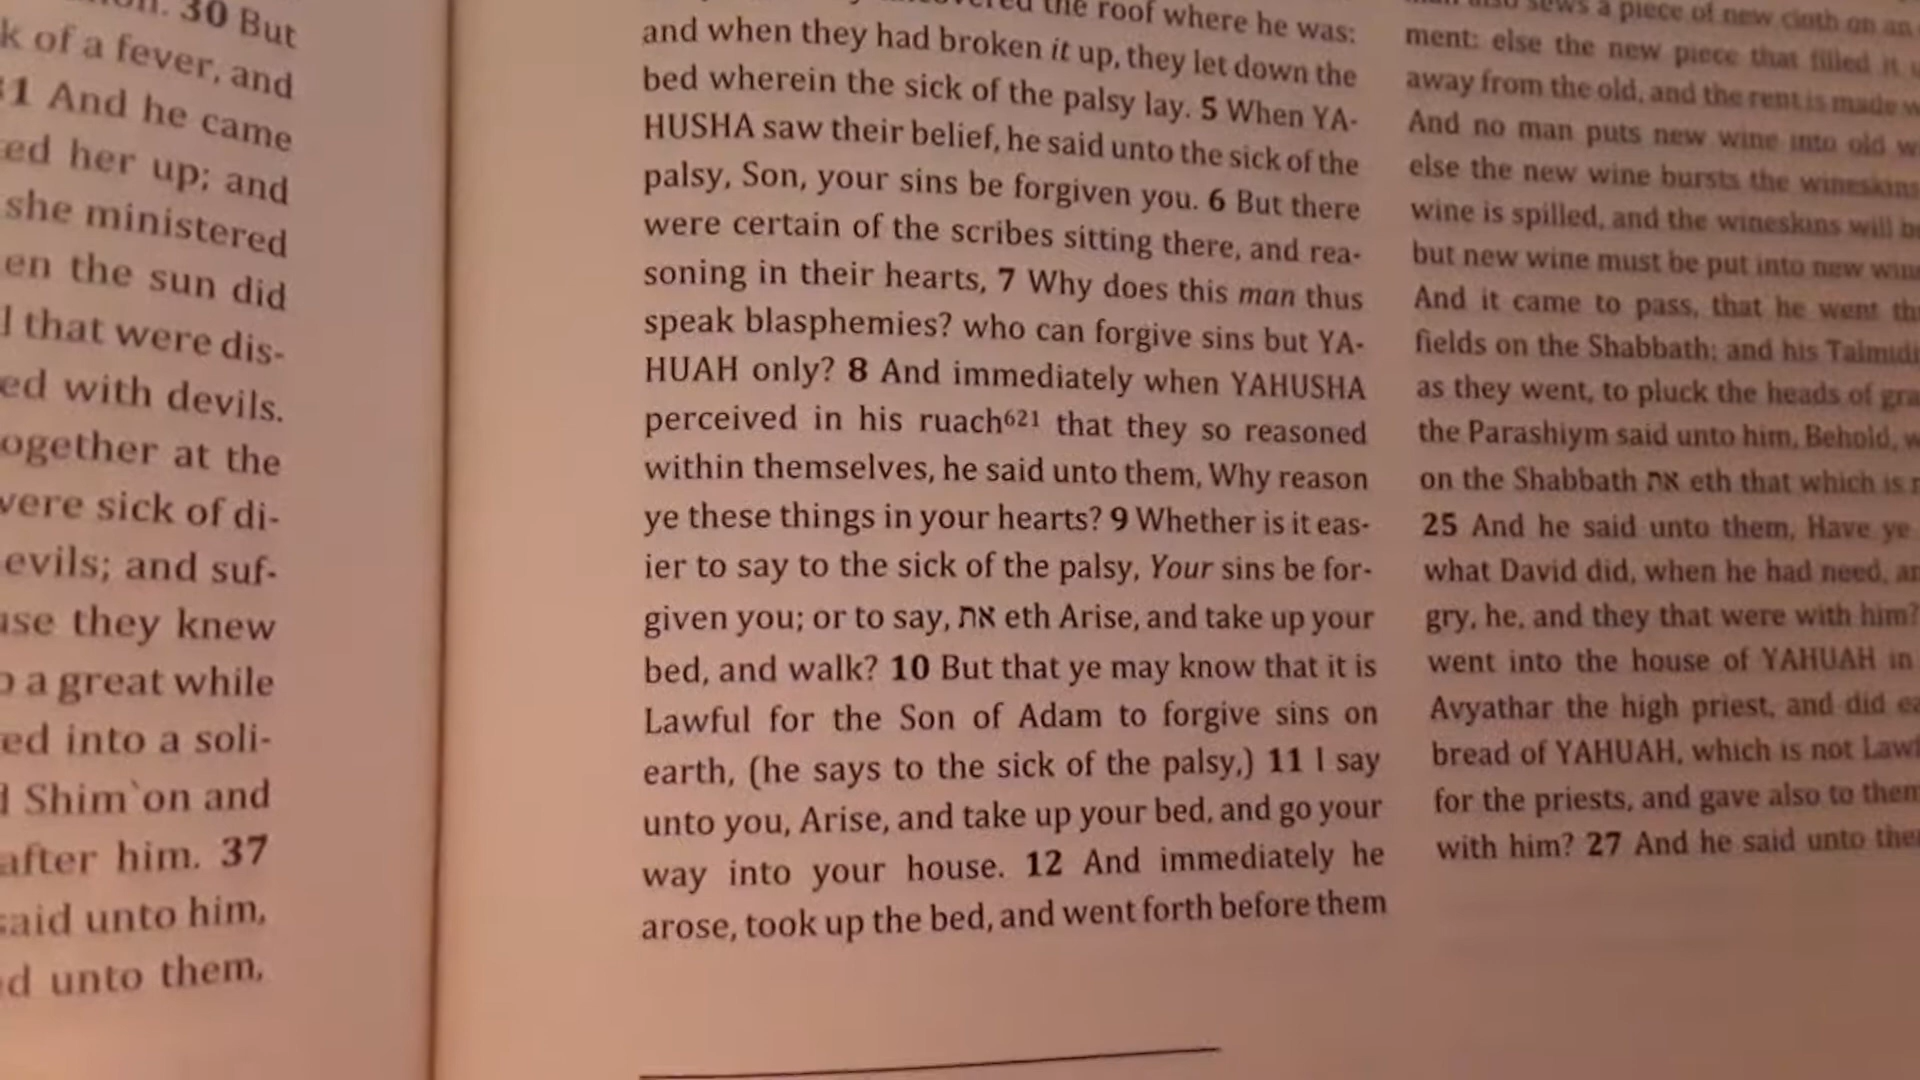 30 But
k of a fever, and
31 And he came
ed her up; and
she ministered
en the sun did
l that were dis-
ed with devils.
ogether at the
were sick of di-
evils; and suf-
use they knew
o a great while
ed into a soli-
d Shim`on and
after him. 37
said unto him,
d unto them,
the roof where he was:
and when they had broken it up, they let down the
bed wherein the sick of the palsy lay. 5 When YA-
HUSHA saw their belief, he said unto the sick of the
palsy, Son, your sins be forgiven you. 6 But there
were certain of the scribes sitting there, and rea-
soning in their hearts, 7 Why does this man thus
speak blasphemies? who can forgive sins but YA-
HUAH only? 8 And immediately when YAHUSHA
perceived in his ruach621 that they so reasoned
within themselves, he said unto them, Why reason
ye these things in your hearts? 9 Whether is it eas-
ier to say to the sick of the palsy, Your sins be for-
given you; or to say, את eth Arise, and take up your
bed, and walk? 10 But that ye may know that it is
Lawful for the Son of Adam to forgive sins on
earth, (he says to the sick of the palsy,) 11 I say
unto you, Arise, and take up your bed, and go your
way into your house. 12 And immediately he
arose, took up the bed, and went forth before them
sews a piece of new cloth on an
ment: else the new piece that filled it
away from the old, and the rent is made
And no man puts new wine into old
else the new wine bursts the wineskins
wine is spilled, and the wineskins will
but new wine must be put into new
And it came to pass, that he went
fields on the Shabbath; and his
as they went, to pluck the heads of
the Parashiym said unto him, Behold,
on the Shabbath את eth that which is
25 And he said unto them, Have ye
what David did, when he had need,
gry, he, and they that were with him?
went into the house of YAHUAH in
Avyathar the high priest, and did
bread of YAHUAH, which is not
for the priests, and gave also to them
with him? 27 And he said unto